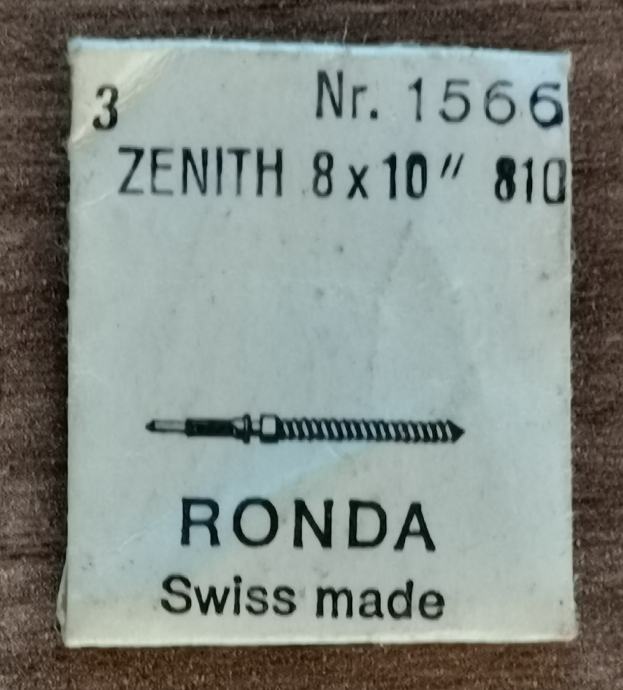 3 Nr. 1566
ZENITH 8 x 10″ 810
RONDA
Swiss made